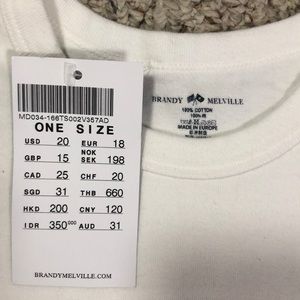 MD034-166TS002V357AD
ONE SIZE
USD 20 EUR 18
GBP 15 NOK SEK 198
CAD 25 CHF 20
SGD 31 THB 660
HKD 200 CNY 120
IDR 350000 AUD 31
BRANDYMELVILLE.COM
BRANDY MELVILLE
100% COTTON
MADE IN EUROPE